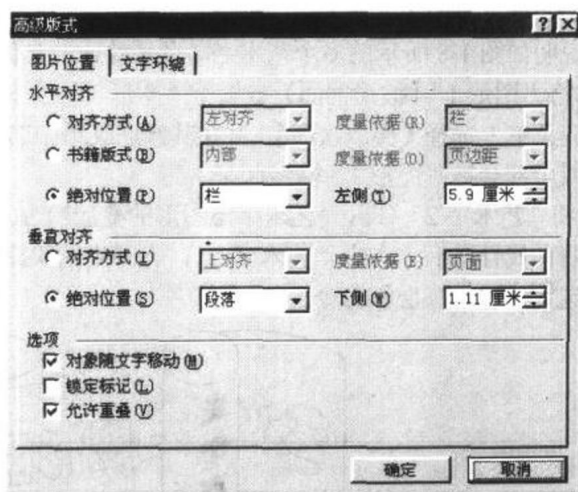 高级版式
图片位置 文字环绕
水平对齐
对齐方式(A) 左对齐 度量依据(R) 栏
书籍版式(B) 内部 度量依据(O) 页边距
绝对位置(P) 栏 左侧(T) 5.9 厘米
垂直对齐
对齐方式(I) 上对齐 度量依据(E) 页面
绝对位置(S) 段落 下侧(W) 1.11 厘米
选项
对象随文字移动(M)
锁定标记(L)
允许重叠(V)
确定 取消